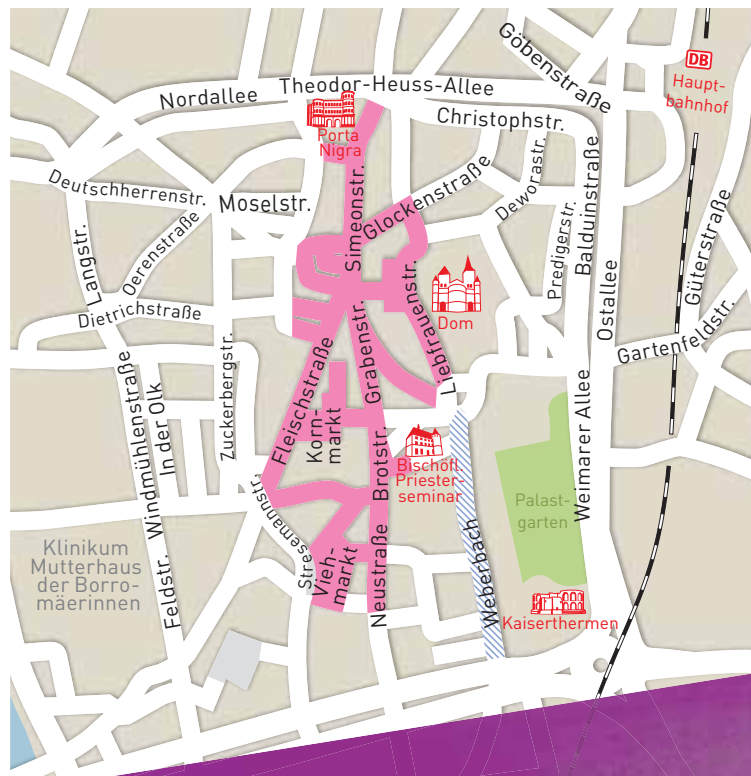 Göbenstraße
DB
Haupt-
bahnhof
Theodor-Heuss-Allee
Nordallee
Christophstr.
Porta
Nigra
Simeonstr.
Glockenstraße
Deworastr.
Balduinstraße
Deutschherrenstr.
Moselstr.
Predigerstr.
Güterstraße
Langstr.
Oerenstraße
Ostallee
Dom
Dietrichstraße
Liebfrauenstr.
Gartenfeldstr.
Grabenstr.
Fleischstraße
Zuckerbergstr.
Windmühlenstraße
In der Olk
Korn-
markt
Weimarer Allee
Brotstr.
Bischöfl.
Priester-
seminar
Palast-
garten
Klinikum
Mutterhaus
der Borro-
mäerinnen
Stresemannstr.
Vieh-
markt
Neustraße
Weberbach
Feldstr.
Kaiserthermen